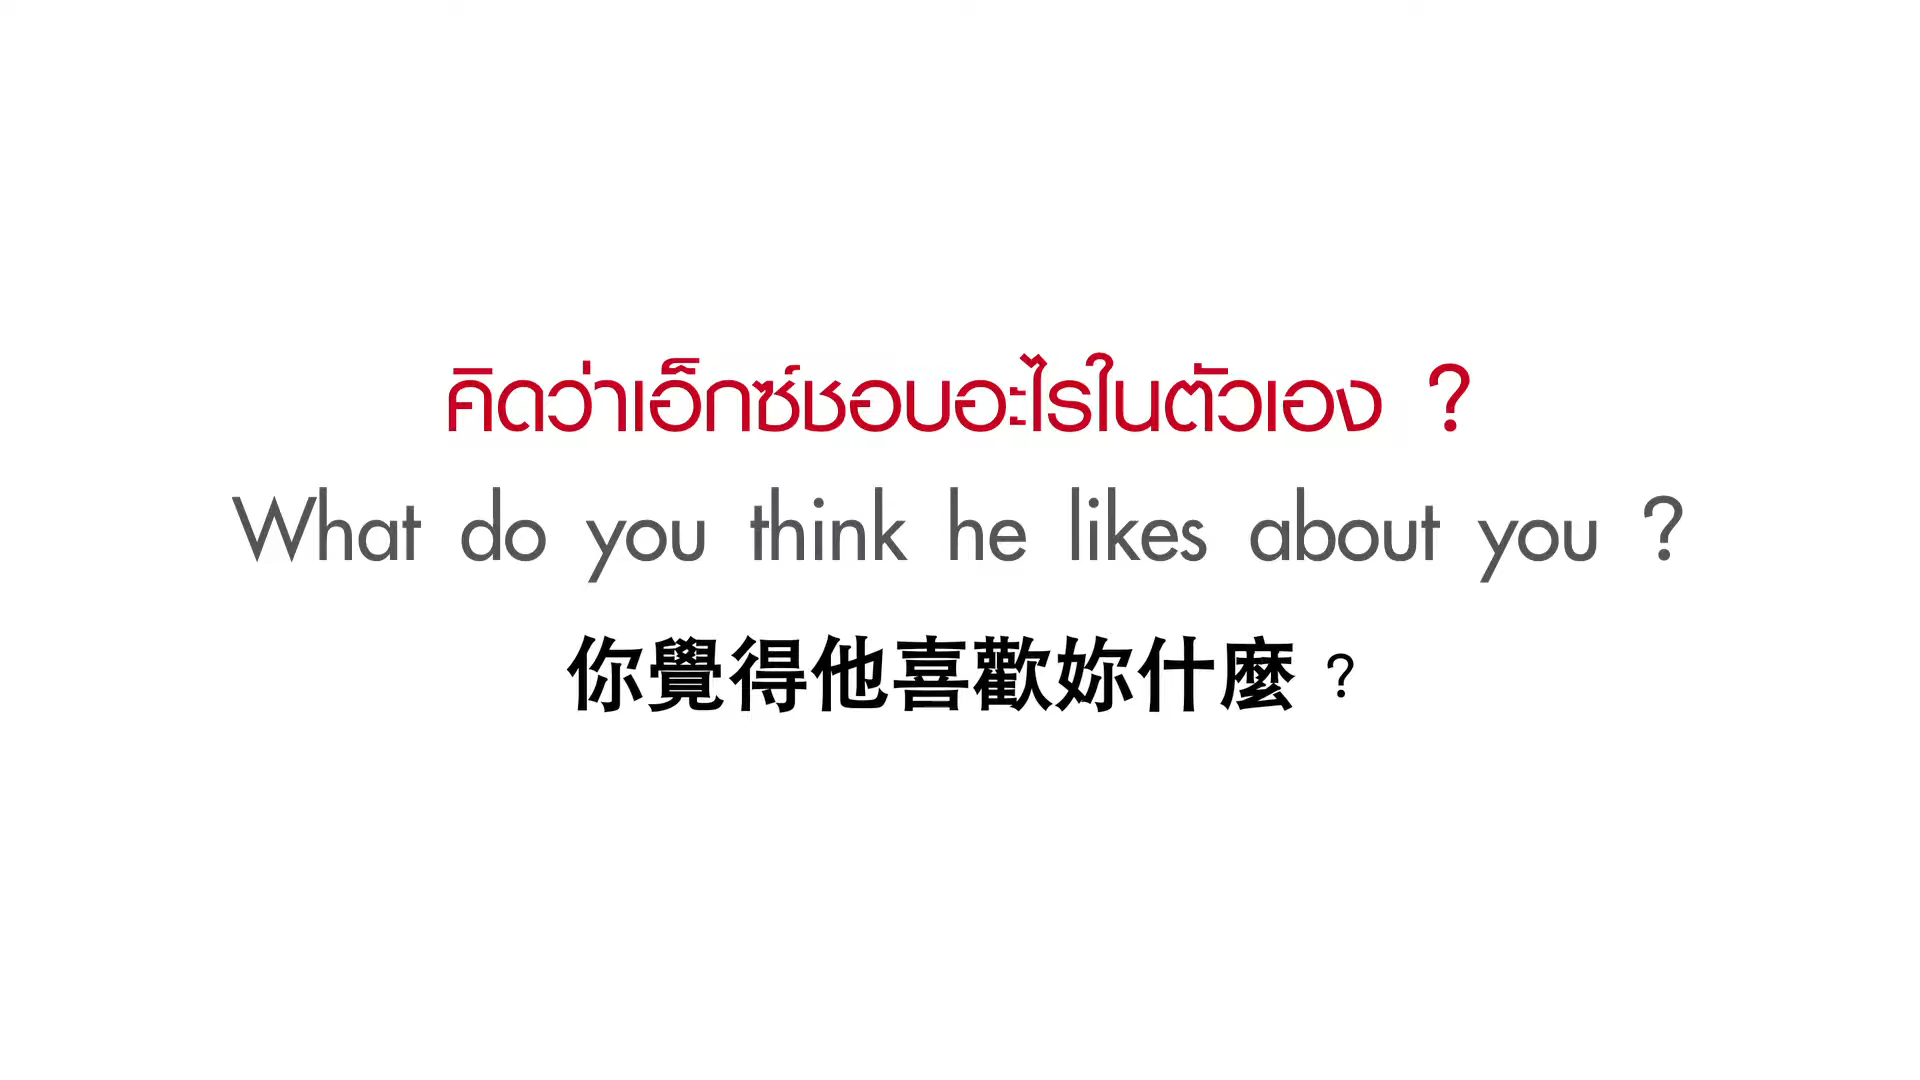 คิดว่าเอ็กซ์ชอบอะไรในตัวเอง ?
What do you think he likes about you ?
你覺得他喜歡妳什麼 ?